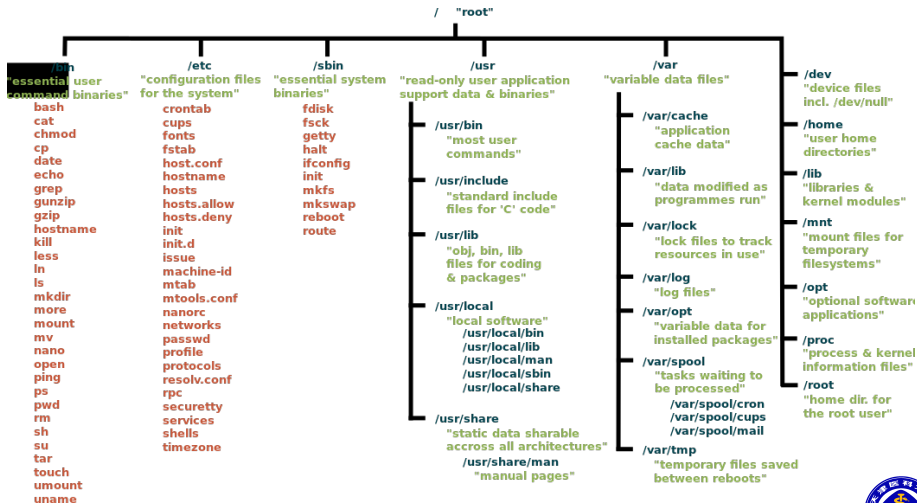 / "root"
/bin
"essential user
command binaries"
bash
cat
chmod
cp
date
echo
grep
gunzip
gzip
hostname
kill
less
ln
ls
mkdir
more
mount
mv
nano
open
ping
ps
pwd
rm
sh
su
tar
touch
umount
uname
/etc
"configuration files
for the system"
crontab
cups
fonts
fstab
host.conf
hostname
hosts
hosts.allow
hosts.deny
init
init.d
issue
machine-id
mtab
mtools.conf
nanorc
networks
passwd
profile
protocols
resolv.conf
rpc
securetty
services
shells
timezone
/sbin
"essential system
binaries"
fdisk
fsck
getty
halt
ifconfig
init
mkfs
mkswap
reboot
route
/usr
"read-only user application
support data & binaries"
/usr/bin
"most user
commands"
/usr/include
"standard include
files for 'C' code"
/usr/lib
"obj, bin, lib
files for coding
& packages"
/usr/local
"local software"
/usr/local/bin
/usr/local/lib
/usr/local/man
/usr/local/sbin
/usr/local/share
/usr/share
"static data sharable
accross all architectures"
/usr/share/man
"manual pages"
/var
"variable data files"
/var/cache
"application
cache data"
/var/lib
"data modified as
programmes run"
/var/lock
"lock files to track
resources in use"
/var/log
"log files"
/var/opt
"variable data for
installed packages"
/var/spool
"tasks waiting to
be processed"
/var/spool/cron
/var/spool/cups
/var/spool/mail
/var/tmp
"temporary files saved
between reboots"
/dev
"device files
incl. /dev/null"
/home
"user home
directories"
/lib
"libraries &
kernel modules"
/mnt
"mount files for
temporary
filesystems"
/opt
"optional software
applications"
/proc
"process & kernel
information files"
/root
"home dir. for
the root user"